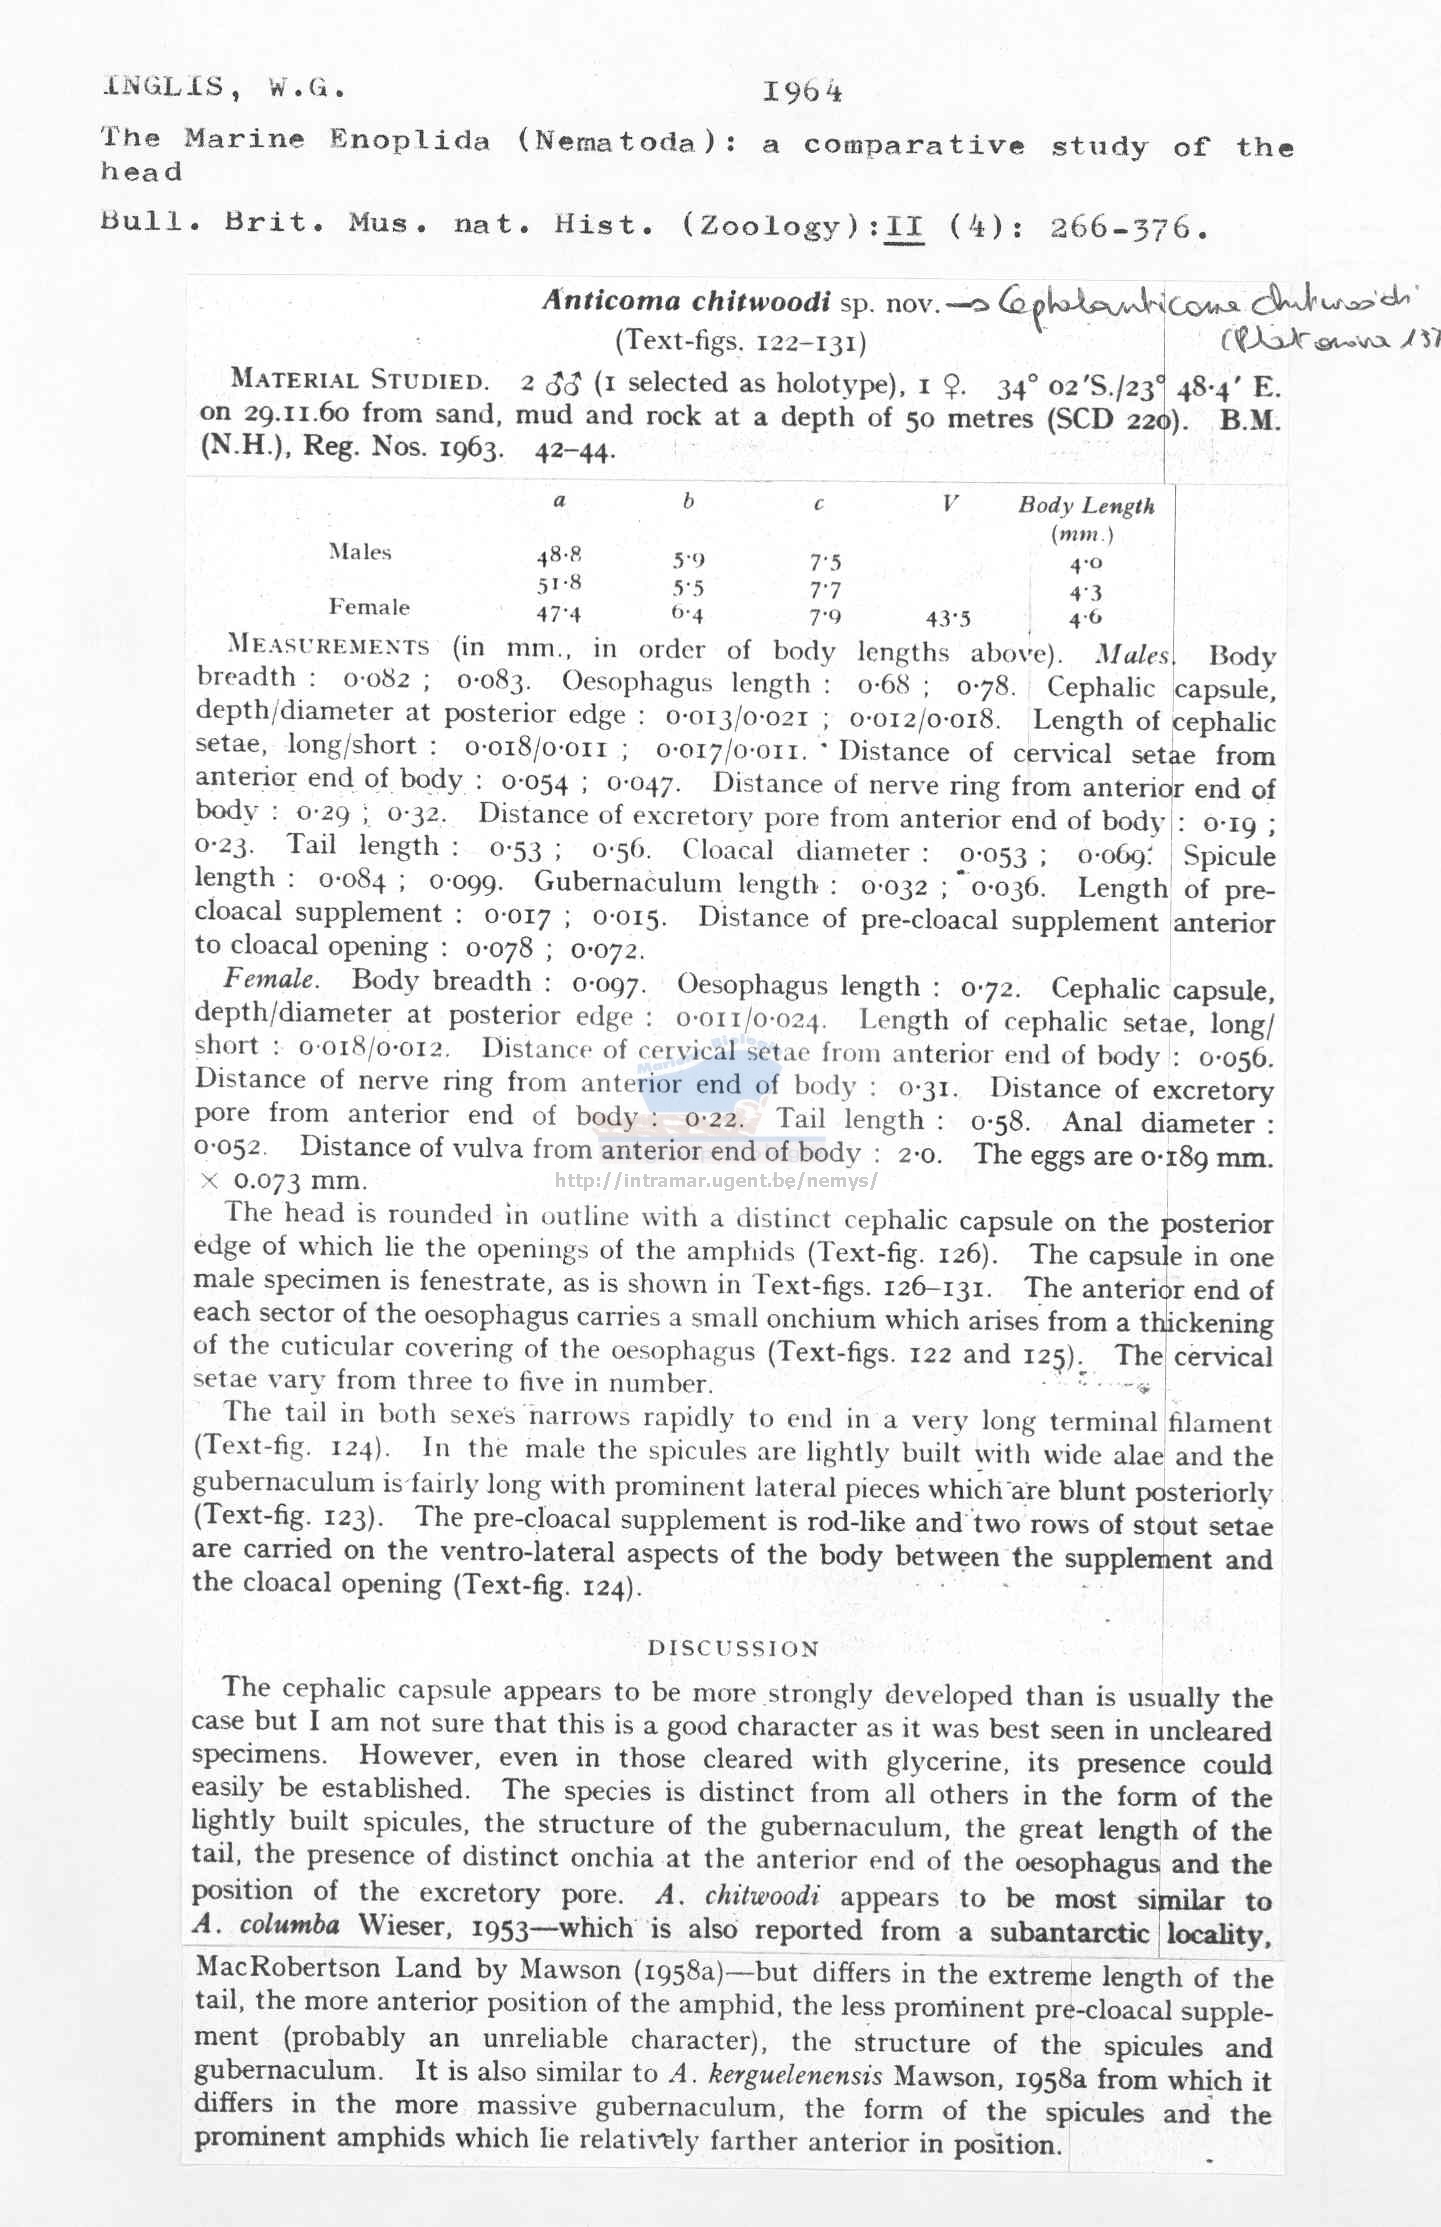 INGLIS, W.G. 1964
The Marine Enoplida (Nematoda): a comparative study of the
head
Bull. Brit. Mus. nat. Hist. (Zoology):II (4): 266-376.
Anticoma chitwoodi sp. nov. → Cephalanticoma chitwoodi
(Text-figs. 122–131) (Platonova 197
MATERIAL STUDIED. 2 ♂♂ (1 selected as holotype), 1 ♀. 34° 02′S./23° 48·4′ E.
on 29.11.60 from sand, mud and rock at a depth of 50 metres (SCD 220). B.M.
(N.H.), Reg. Nos. 1963. 42–44.
a b c V Body Length
(mm.)
Males 48·8 5·9 7·5 4·0
51·8 5·5 7·7 4·3
Female 47·4 6·4 7·9 43·5 4·6
MEASUREMENTS (in mm., in order of body lengths above). Males. Body
breadth : 0·082 ; 0·083. Oesophagus length : 0·68 ; 0·78. Cephalic capsule,
depth/diameter at posterior edge : 0·013/0·021 ; 0·012/0·018. Length of cephalic
setae, long/short : 0·018/0·011 ; 0·017/0·011. Distance of cervical setae from
anterior end of body : 0·054 ; 0·047. Distance of nerve ring from anterior end of
body : 0·29 ; 0·32. Distance of excretory pore from anterior end of body : 0·19 ;
0·23. Tail length : 0·53 ; 0·56. Cloacal diameter : 0·053 ; 0·069. Spicule
length : 0·084 ; 0·099. Gubernaculum length : 0·032 ; 0·036. Length of pre-
cloacal supplement : 0·017 ; 0·015. Distance of pre-cloacal supplement anterior
to cloacal opening : 0·078 ; 0·072.
Female. Body breadth : 0·097. Oesophagus length : 0·72. Cephalic capsule,
depth/diameter at posterior edge : 0·011/0·024. Length of cephalic setae, long/
short : 0·018/0·012. Distance of cervical setae from anterior end of body : 0·056.
Distance of nerve ring from anterior end of body : 0·31. Distance of excretory
pore from anterior end of body : 0·22. Tail length : 0·58. Anal diameter :
0·052. Distance of vulva from anterior end of body : 2·0. The eggs are 0·189 mm.
× 0.073 mm.
http://intramar.ugent.be/nemys/
The head is rounded in outline with a distinct cephalic capsule on the posterior
edge of which lie the openings of the amphids (Text-fig. 126). The capsule in one
male specimen is fenestrate, as is shown in Text-figs. 126–131. The anterior end of
each sector of the oesophagus carries a small onchium which arises from a thickening
of the cuticular covering of the oesophagus (Text-figs. 122 and 125). The cervical
setae vary from three to five in number.
The tail in both sexes narrows rapidly to end in a very long terminal filament
(Text-fig. 124). In the male the spicules are lightly built with wide alae and the
gubernaculum is fairly long with prominent lateral pieces which are blunt posteriorly
(Text-fig. 123). The pre-cloacal supplement is rod-like and two rows of stout setae
are carried on the ventro-lateral aspects of the body between the supplement and
the cloacal opening (Text-fig. 124).
DISCUSSION
The cephalic capsule appears to be more strongly developed than is usually the
case but I am not sure that this is a good character as it was best seen in uncleared
specimens. However, even in those cleared with glycerine, its presence could
easily be established. The species is distinct from all others in the form of the
lightly built spicules, the structure of the gubernaculum, the great length of the
tail, the presence of distinct onchia at the anterior end of the oesophagus and the
position of the excretory pore. A. chitwoodi appears to be most similar to
A. columba Wieser, 1953—which is also reported from a subantarctic locality,
MacRobertson Land by Mawson (1958a)—but differs in the extreme length of the
tail, the more anterior position of the amphid, the less prominent pre-cloacal supple-
ment (probably an unreliable character), the structure of the spicules and
gubernaculum. It is also similar to A. kerguelenensis Mawson, 1958a from which it
differs in the more massive gubernaculum, the form of the spicules and the
prominent amphids which lie relatively farther anterior in position.